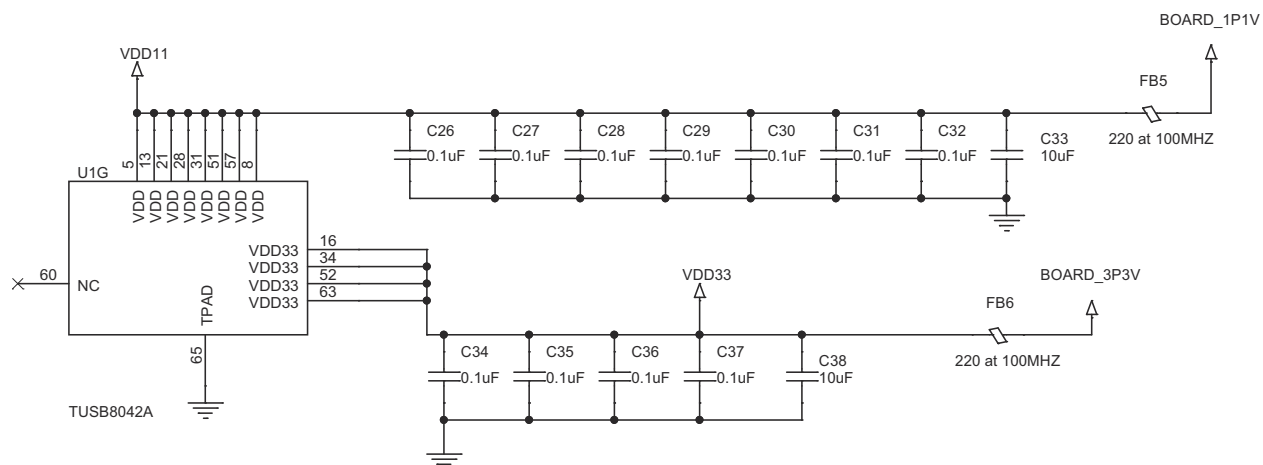 BOARD_1P1V
VDD11
FB5
220 at 100MHZ
C26
0.1uF
C27
0.1uF
C28
0.1uF
C29
0.1uF
C30
0.1uF
C31
0.1uF
C32
0.1uF
C33
10uF
5
13
21
28
31
51
57
8
U1G
VDD
VDD
VDD
VDD
VDD
VDD
VDD
VDD
VDD33 16
VDD33 34
VDD33 52
VDD33 63
60 NC
TPAD
65
TUSB8042A
VDD33
BOARD_3P3V
FB6
220 at 100MHZ
C34
0.1uF
C35
0.1uF
C36
0.1uF
C37
0.1uF
C38
10uF